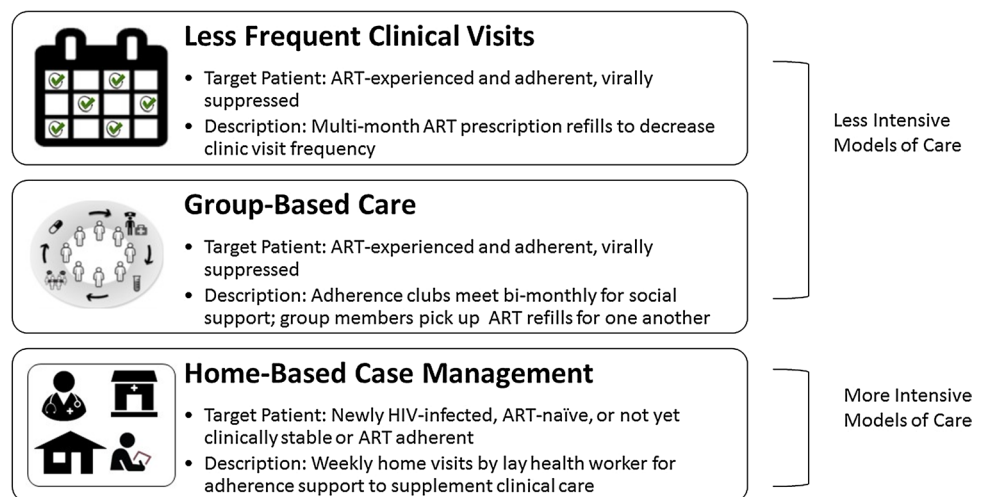 Less Frequent Clinical Visits
• Target Patient: ART-experienced and adherent, virally
suppressed
• Description: Multi-month ART prescription refills to decrease
clinic visit frequency
Less Intensive
Models of Care
Group-Based Care
• Target Patient: ART-experienced and adherent, virally
suppressed
• Description: Adherence clubs meet bi-monthly for social
support; group members pick up ART refills for one another
Home-Based Case Management
• Target Patient: Newly HIV-infected, ART-naïve, or not yet
clinically stable or ART adherent
• Description: Weekly home visits by lay health worker for
adherence support to supplement clinical care
More Intensive
Models of Care